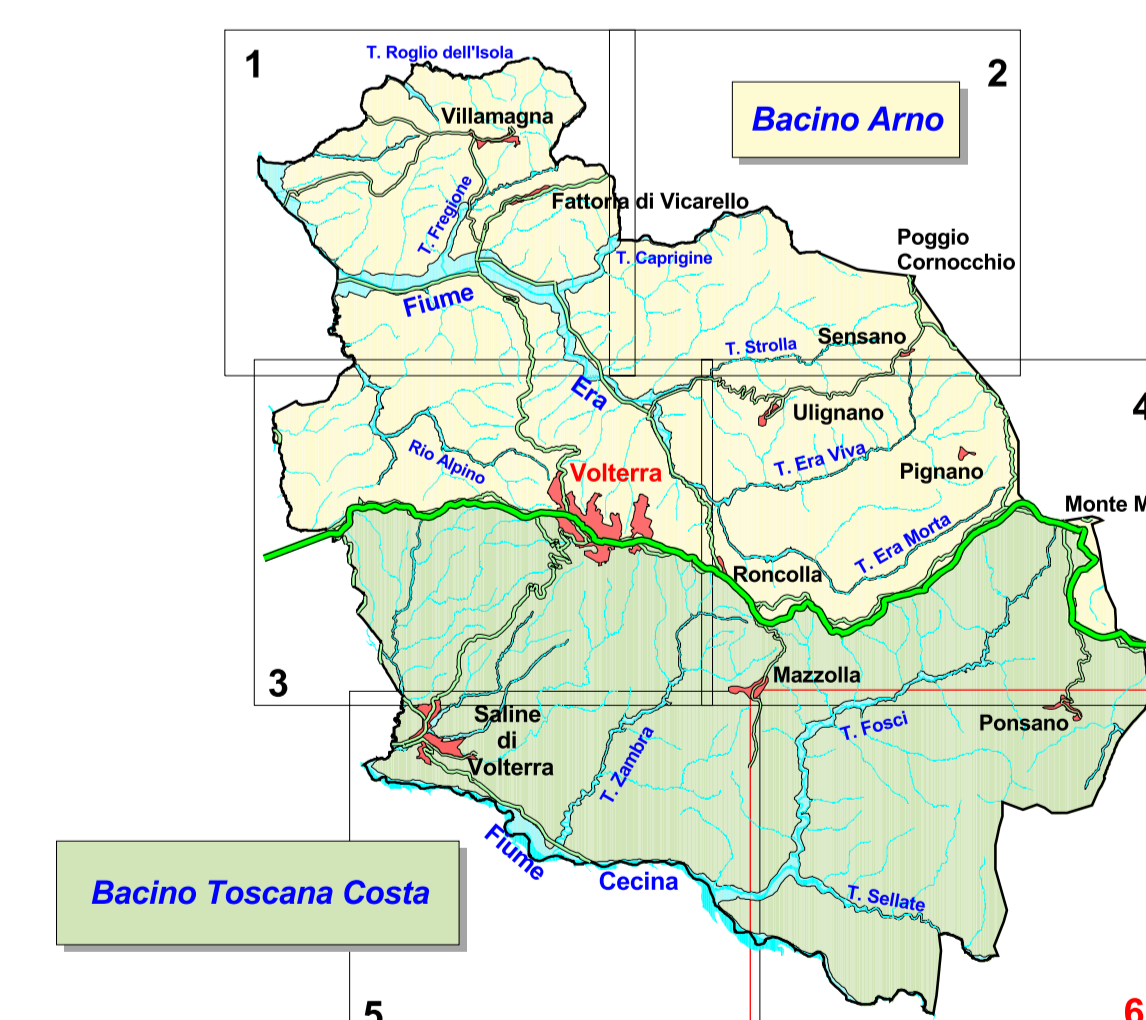 T. Roglio dell'Isola
1
2
Villamagna
Bacino Arno
T. Fregione
Fattoria di Vicarello
Poggio
Cornocchio
T. Caprigine
Fiume
Sensano
T. Strolla
Era
Ulignano
4
Rio Alpino
Volterra
T. Era Viva
Pignano
Monte M
T. Era Morta
Roncolla
3
Mazzolla
Saline
di
Volterra
T. Zambra
T. Fosci
Ponsano
Fiume
Cecina
Bacino Toscana Costa
T. Sellate
5
6